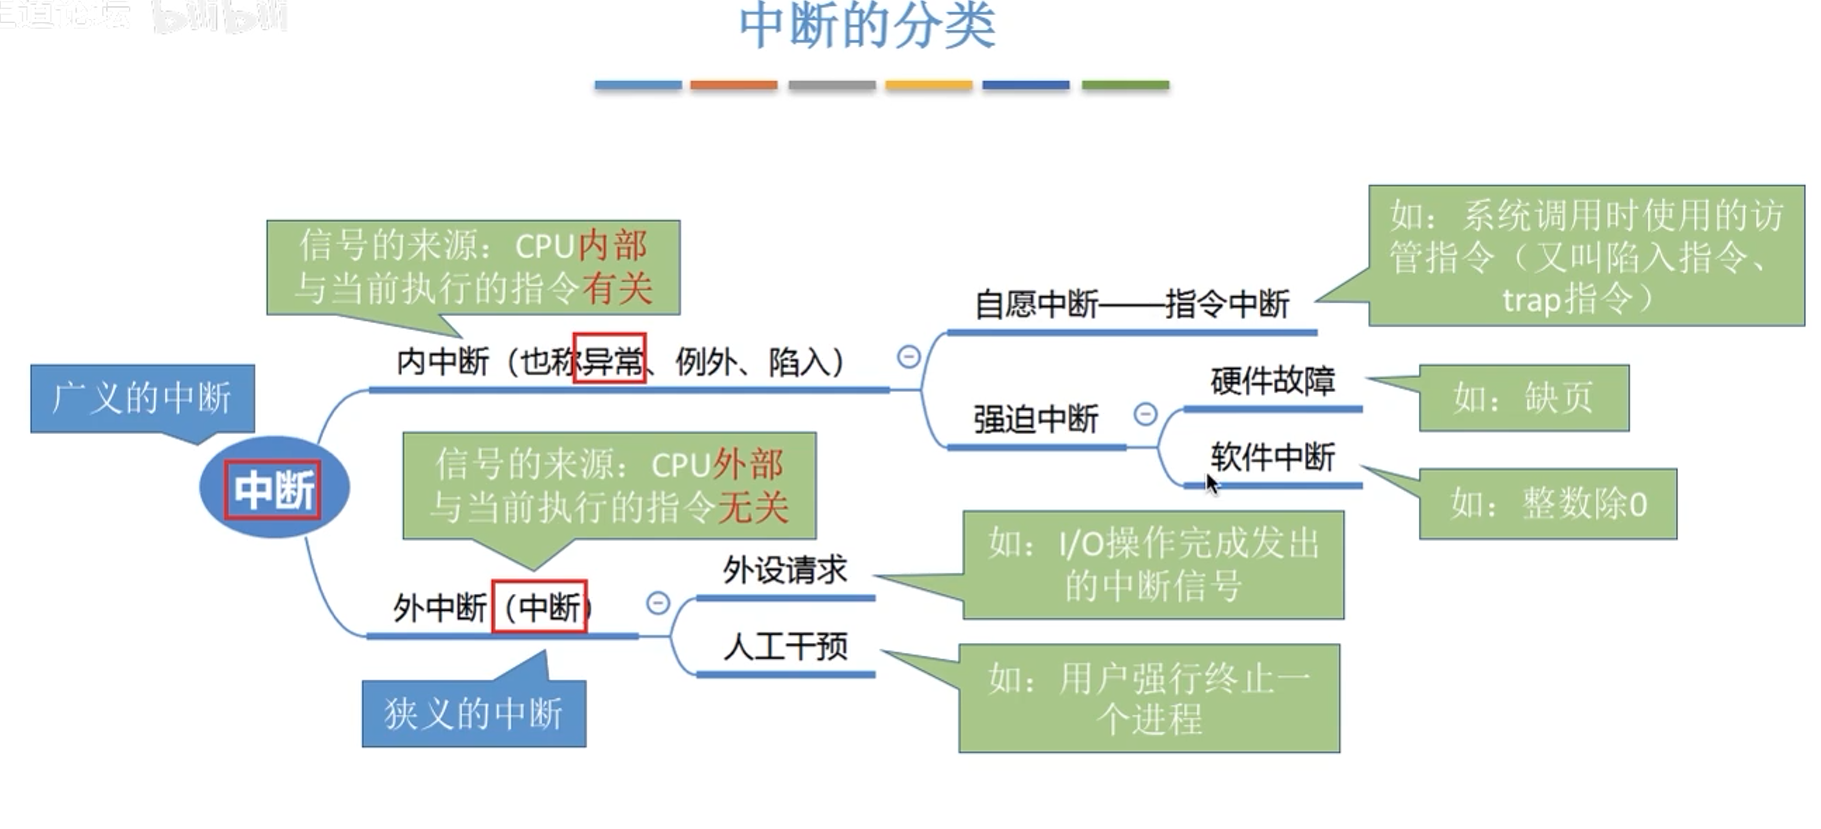 bilibili
中断的分类
如：系统调用时使用的访
管指令（又叫陷入指令、
trap指令）
信号的来源：CPU内部
与当前执行的指令有关
自愿中断——指令中断
内中断（也称异常、例外、陷入）
广义的中断
硬件故障
如：缺页
强迫中断
信号的来源：CPU外部
与当前执行的指令无关
软件中断
如：整数除0
中断
如：I/O操作完成发出
的中断信号
外设请求
外中断（中断）
人工干预
如：用户强行终止一
个进程
狭义的中断